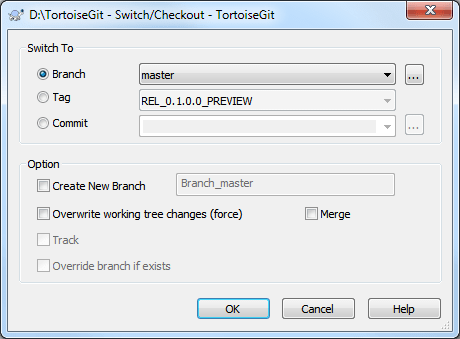 D:\TortoiseGit - Switch/Checkout - TortoiseGit
Switch To
Branch master ...
Tag REL_0.1.0.0_PREVIEW
Commit ...
Option
Create New Branch Branch_master
Overwrite working tree changes (force) Merge
Track
Override branch if exists
OK Cancel Help